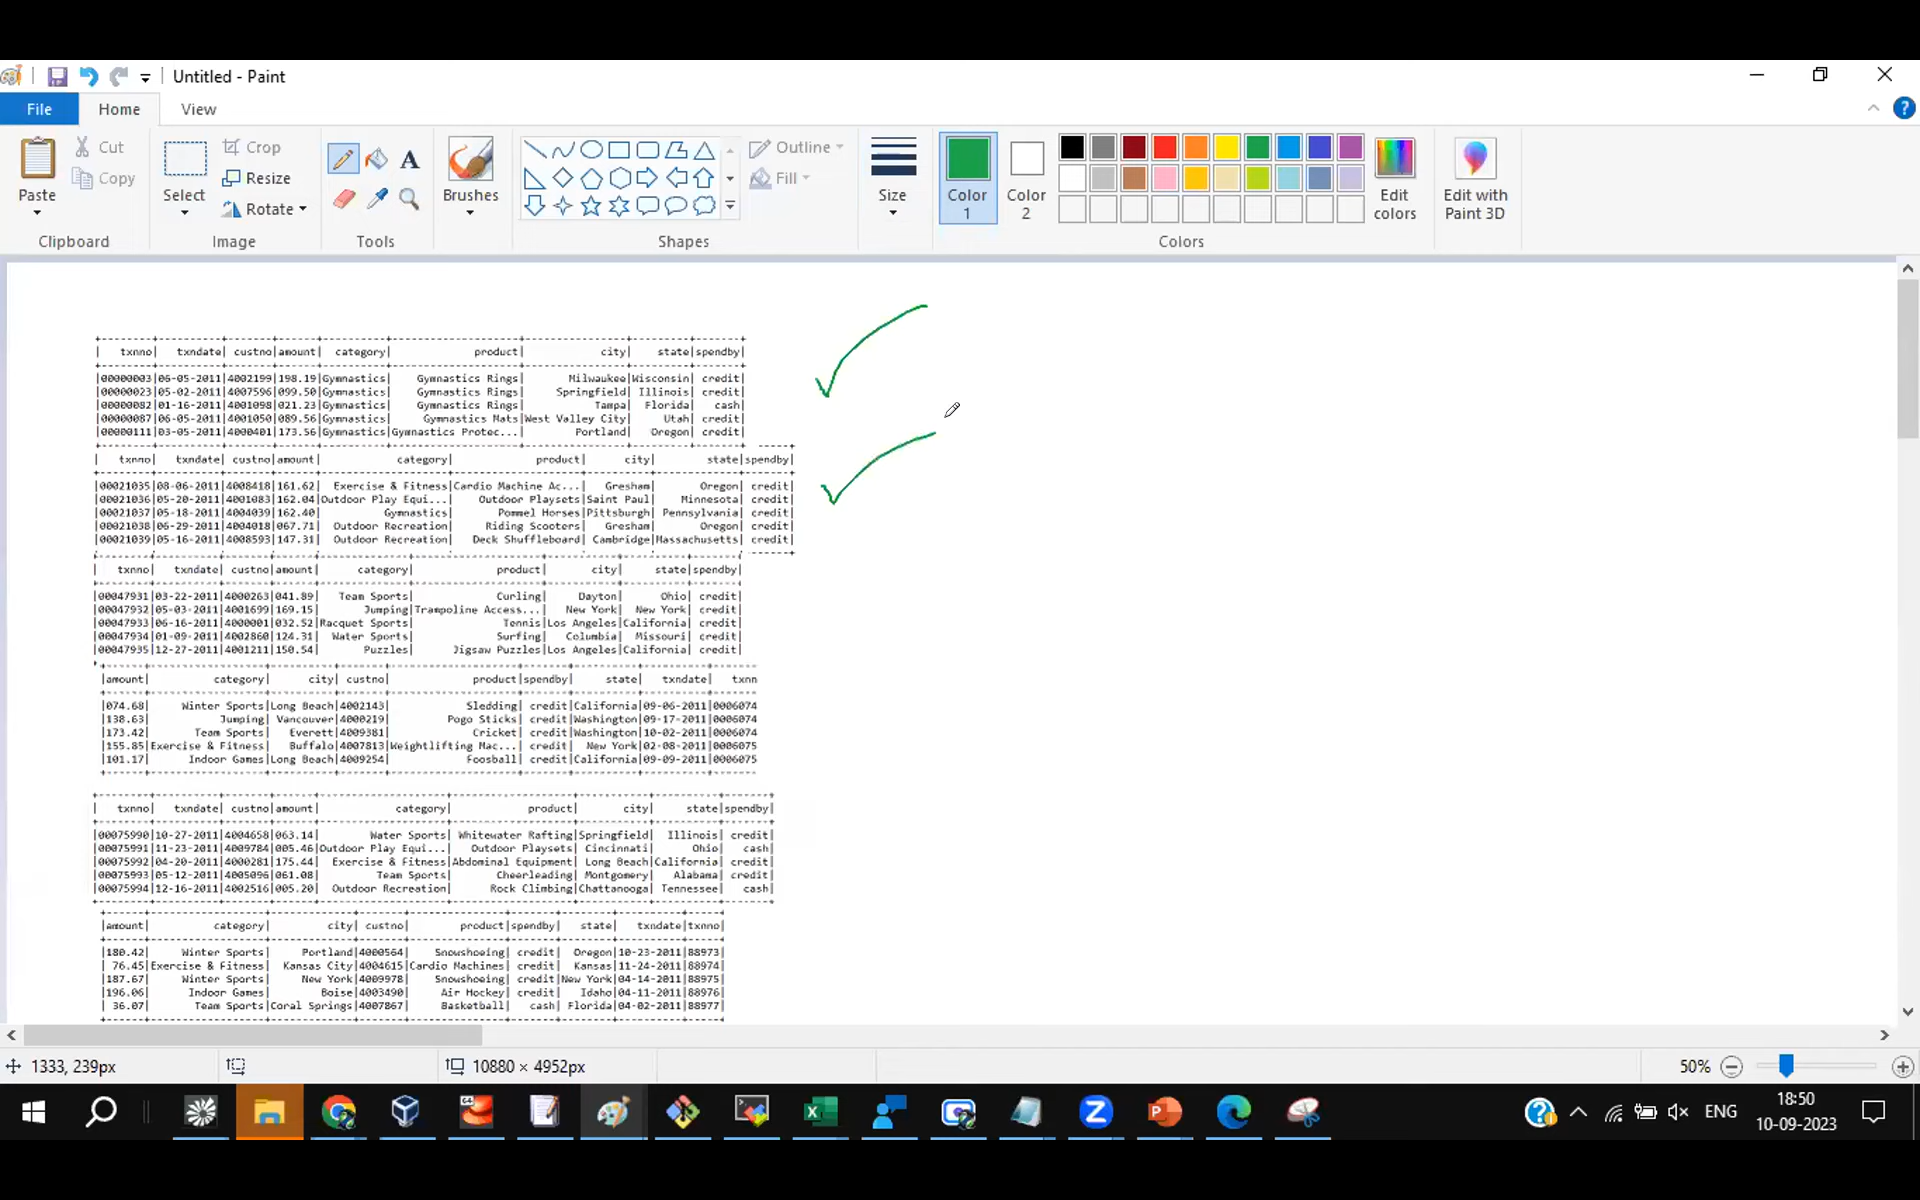 Untitled - Paint
File Home View
Paste
Cut
Copy
Clipboard
Select
Crop
Resize
Rotate
Image
Tools
Brushes
Shapes
Outline
Fill
Size
Color 1
Color 2
Colors
Edit colors
Edit with Paint 3D
| txnno| txndate| custno|amount| category| product| city| state|spendby|
|00000003|06-05-2011|4002199|198.19|Gymnastics| Gymnastics Rings| Milwaukee|Wisconsin| credit|
|00000023|05-02-2011|4007596|099.50|Gymnastics| Gymnastics Rings| Springfield| Illinois| credit|
|00000082|01-16-2011|4001098|021.23|Gymnastics| Gymnastics Rings| Tampa| Florida| cash|
|00000087|06-05-2011|4001050|089.56|Gymnastics| Gymnastics Mats|West Valley City| Utah| credit|
|00000111|03-05-2011|4000401|173.56|Gymnastics|Gymnastics Protec...| Portland| Oregon| credit|
| txnno| txndate| custno|amount| category| product| city| state|spendby|
|00021035|08-06-2011|4008418|161.62| Exercise & Fitness|Cardio Machine Ac...| Gresham| Oregon| credit|
|00021036|05-20-2011|4001083|162.04|Outdoor Play Equi...| Outdoor Playsets|Saint Paul| Minnesota| credit|
|00021037|05-18-2011|4004039|162.40| Gymnastics| Pommel Horses|Pittsburgh| Pennsylvania| credit|
|00021038|06-29-2011|4004018|067.71| Outdoor Recreation| Riding Scooters| Gresham| Oregon| credit|
|00021039|05-16-2011|4008593|147.31| Outdoor Recreation| Deck Shuffleboard| Cambridge|Massachusetts| credit|
| txnno| txndate| custno|amount| category| product| city| state|spendby|
|00047931|03-22-2011|4000263|041.89| Team Sports| Curling| Dayton| Ohio| credit|
|00047932|05-03-2011|4001699|169.15| Jumping|Trampoline Access...| New York| New York| credit|
|00047933|06-16-2011|4000001|032.52|Racquet Sports| Tennis|Los Angeles|California| credit|
|00047934|01-09-2011|4002860|124.31| Water Sports| Surfing| Columbia| Missouri| credit|
|00047935|12-27-2011|4001211|150.54| Puzzles| Jigsaw Puzzles|Los Angeles|California| credit|
|amount| category| city| custno| product|spendby| state| txndate| txnn
|074.68| Winter Sports|Long Beach|4002143| Sledding| credit|California|09-06-2011|0006074
|138.63| Jumping| Vancouver|4000219| Pogo Sticks| credit|Washington|09-17-2011|0006074
|173.42| Team Sports| Everett|4009381| Cricket| credit|Washington|10-02-2011|0006074
|155.85|Exercise & Fitness| Buffalo|4007813|Weightlifting Mac...| credit| New York|02-08-2011|0006075
|101.17| Indoor Games|Long Beach|4009254| Foosball| credit|California|09-09-2011|0006075
| txnno| txndate| custno|amount| category| product| city| state|spendby|
|00075990|10-27-2011|4004658|063.14| Water Sports| Whitewater Rafting|Springfield| Illinois| credit|
|00075991|11-23-2011|4009784|005.46|Outdoor Play Equi...| Outdoor Playsets| Cincinnati| Ohio| cash|
|00075992|04-20-2011|4000281|175.44| Exercise & Fitness|Abdominal Equipment| Long Beach|California| credit|
|00075993|05-12-2011|4005096|061.08| Team Sports| Cheerleading| Montgomery| Alabama| credit|
|00075994|12-16-2011|4002516|005.20| Outdoor Recreation| Rock Climbing|Chattanooga| Tennessee| cash|
|amount| category| city| custno| product|spendby| state| txndate|txnno|
|180.42| Winter Sports| Portland|4000564| Snowshoeing| credit| Oregon|10-23-2011|88973|
| 76.45|Exercise & Fitness| Kansas City|4004615|Cardio Machines| credit| Kansas|11-24-2011|88974|
|187.67| Winter Sports| New York|4009978| Snowshoeing| credit|New York|04-14-2011|88975|
|196.06| Indoor Games| Boise|4003490| Air Hockey| credit| Idaho|04-11-2011|88976|
| 36.07| Team Sports|Coral Springs|4007867| Basketball| cash| Florida|04-02-2011|88977|
1333, 239px
10880 × 4952px
50%
ENG
18:50
10-09-2023